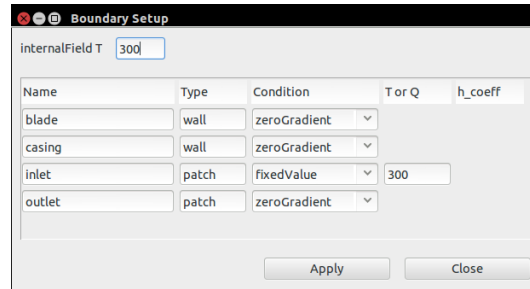 Boundary Setup
internalField T 300
Name Type Condition T or Q h_coeff
blade wall zeroGradient
casing wall zeroGradient
inlet patch fixedValue 300
outlet patch zeroGradient
Apply Close